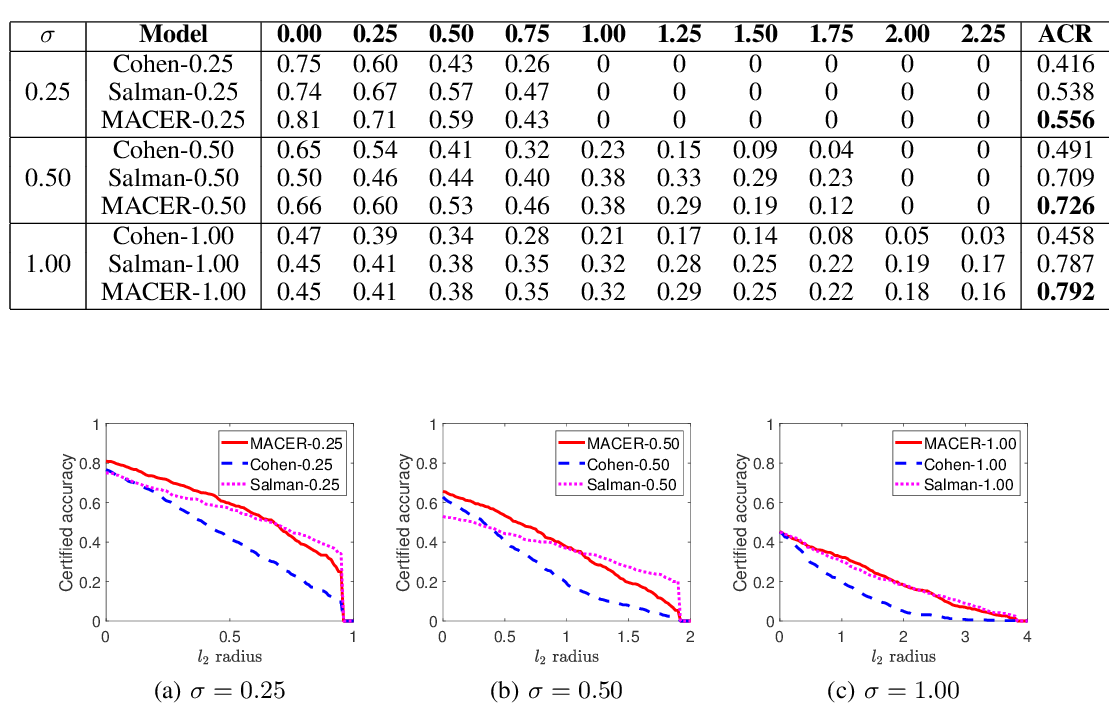 σ Model 0.00 0.25 0.50 0.75 1.00 1.25 1.50 1.75 2.00 2.25 ACR
0.25
Cohen-0.25 0.75 0.60 0.43 0.26 0 0 0 0 0 0 0.416
Salman-0.25 0.74 0.67 0.57 0.47 0 0 0 0 0 0 0.538
MACER-0.25 0.81 0.71 0.59 0.43 0 0 0 0 0 0 0.556
0.50
Cohen-0.50 0.65 0.54 0.41 0.32 0.23 0.15 0.09 0.04 0 0 0.491
Salman-0.50 0.50 0.46 0.44 0.40 0.38 0.33 0.29 0.23 0 0 0.709
MACER-0.50 0.66 0.60 0.53 0.46 0.38 0.29 0.19 0.12 0 0 0.726
1.00
Cohen-1.00 0.47 0.39 0.34 0.28 0.21 0.17 0.14 0.08 0.05 0.03 0.458
Salman-1.00 0.45 0.41 0.38 0.35 0.32 0.28 0.25 0.22 0.19 0.17 0.787
MACER-1.00 0.45 0.41 0.38 0.35 0.32 0.29 0.25 0.22 0.18 0.16 0.792
Certified accuracy
1
0.8
0.6
0.4
0.2
0
MACER-0.25
Cohen-0.25
Salman-0.25
0 0.5 1
l2 radius
(a) σ = 0.25
Certified accuracy
1
0.8
0.6
0.4
0.2
0
MACER-0.50
Cohen-0.50
Salman-0.50
0 0.5 1 1.5 2
l2 radius
(b) σ = 0.50
Certified accuracy
1
0.8
0.6
0.4
0.2
0
MACER-1.00
Cohen-1.00
Salman-1.00
0 1 2 3 4
l2 radius
(c) σ = 1.00